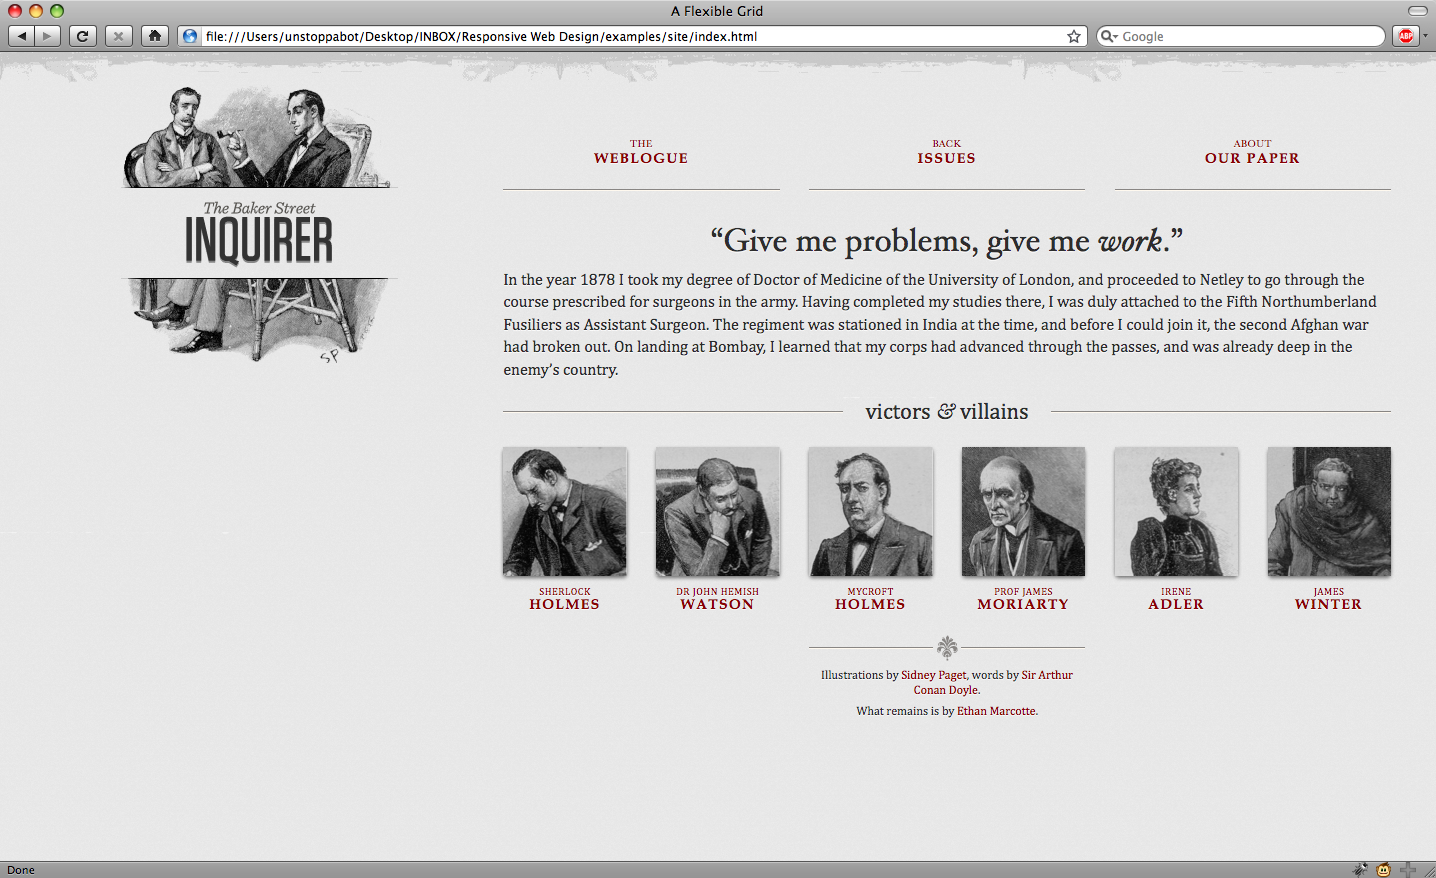 A Flexible Grid
file:///Users/unstoppabot/Desktop/INBOX/Responsive Web Design/examples/site/index.html
Google
ABP
The Baker Street
INQUIRER
SP
THE
WEBLOGUE
BACK
ISSUES
ABOUT
OUR PAPER
“Give me problems, give me work.”
In the year 1878 I took my degree of Doctor of Medicine of the University of London, and proceeded to Netley to go through the
course prescribed for surgeons in the army. Having completed my studies there, I was duly attached to the Fifth Northumberland
Fusiliers as Assistant Surgeon. The regiment was stationed in India at the time, and before I could join it, the second Afghan war
had broken out. On landing at Bombay, I learned that my corps had advanced through the passes, and was already deep in the
enemy’s country.
victors & villains
SHERLOCK
HOLMES
DR JOHN HEMISH
WATSON
MYCROFT
HOLMES
PROF JAMES
MORIARTY
IRENE
ADLER
JAMES
WINTER
Illustrations by Sidney Paget, words by Sir Arthur
Conan Doyle.
What remains is by Ethan Marcotte.
Done